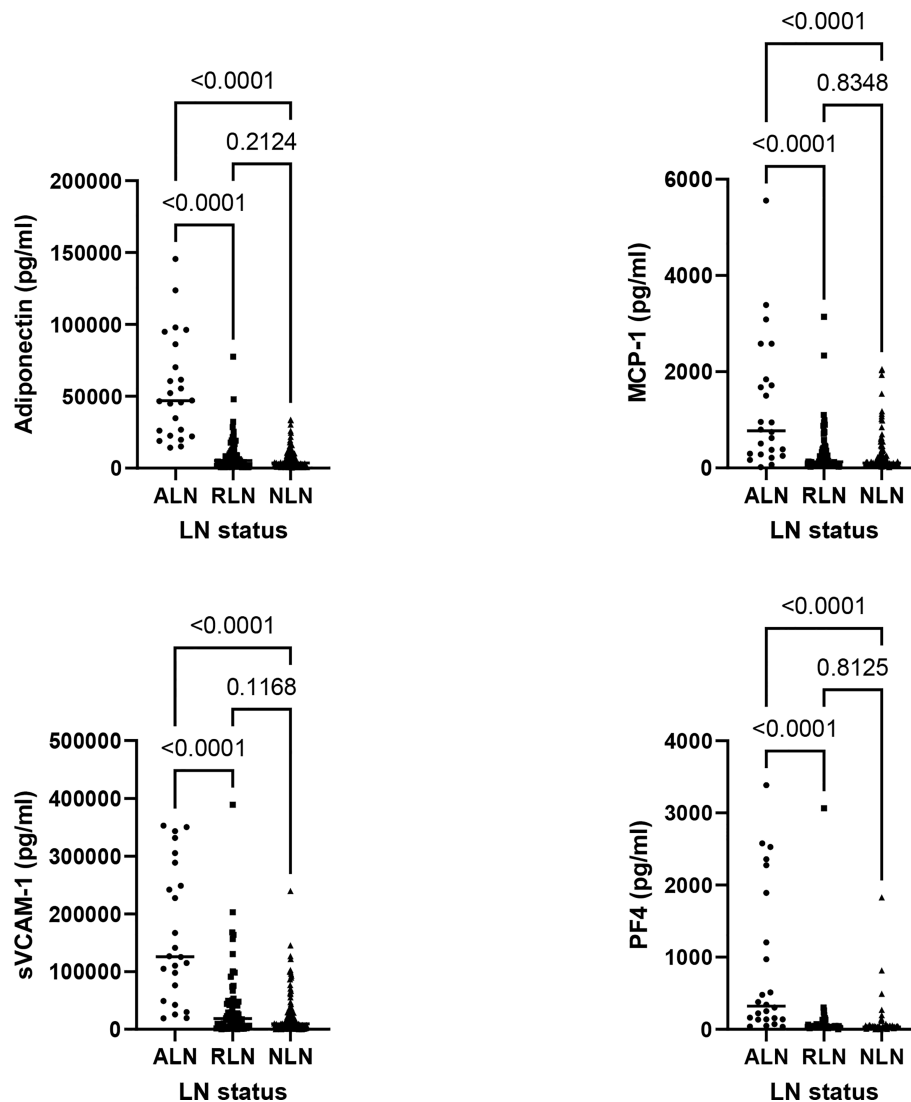 <0.0001
0.2124
<0.0001
200000
150000
100000
50000
0
Adiponectin (pg/ml)
ALN RLN NLN
LN status
<0.0001
0.8348
<0.0001
6000
4000
2000
0
MCP-1 (pg/ml)
ALN RLN NLN
LN status
<0.0001
0.1168
<0.0001
500000
400000
300000
200000
100000
0
sVCAM-1 (pg/ml)
ALN RLN NLN
LN status
<0.0001
0.8125
<0.0001
4000
3000
2000
1000
0
PF4 (pg/ml)
ALN RLN NLN
LN status